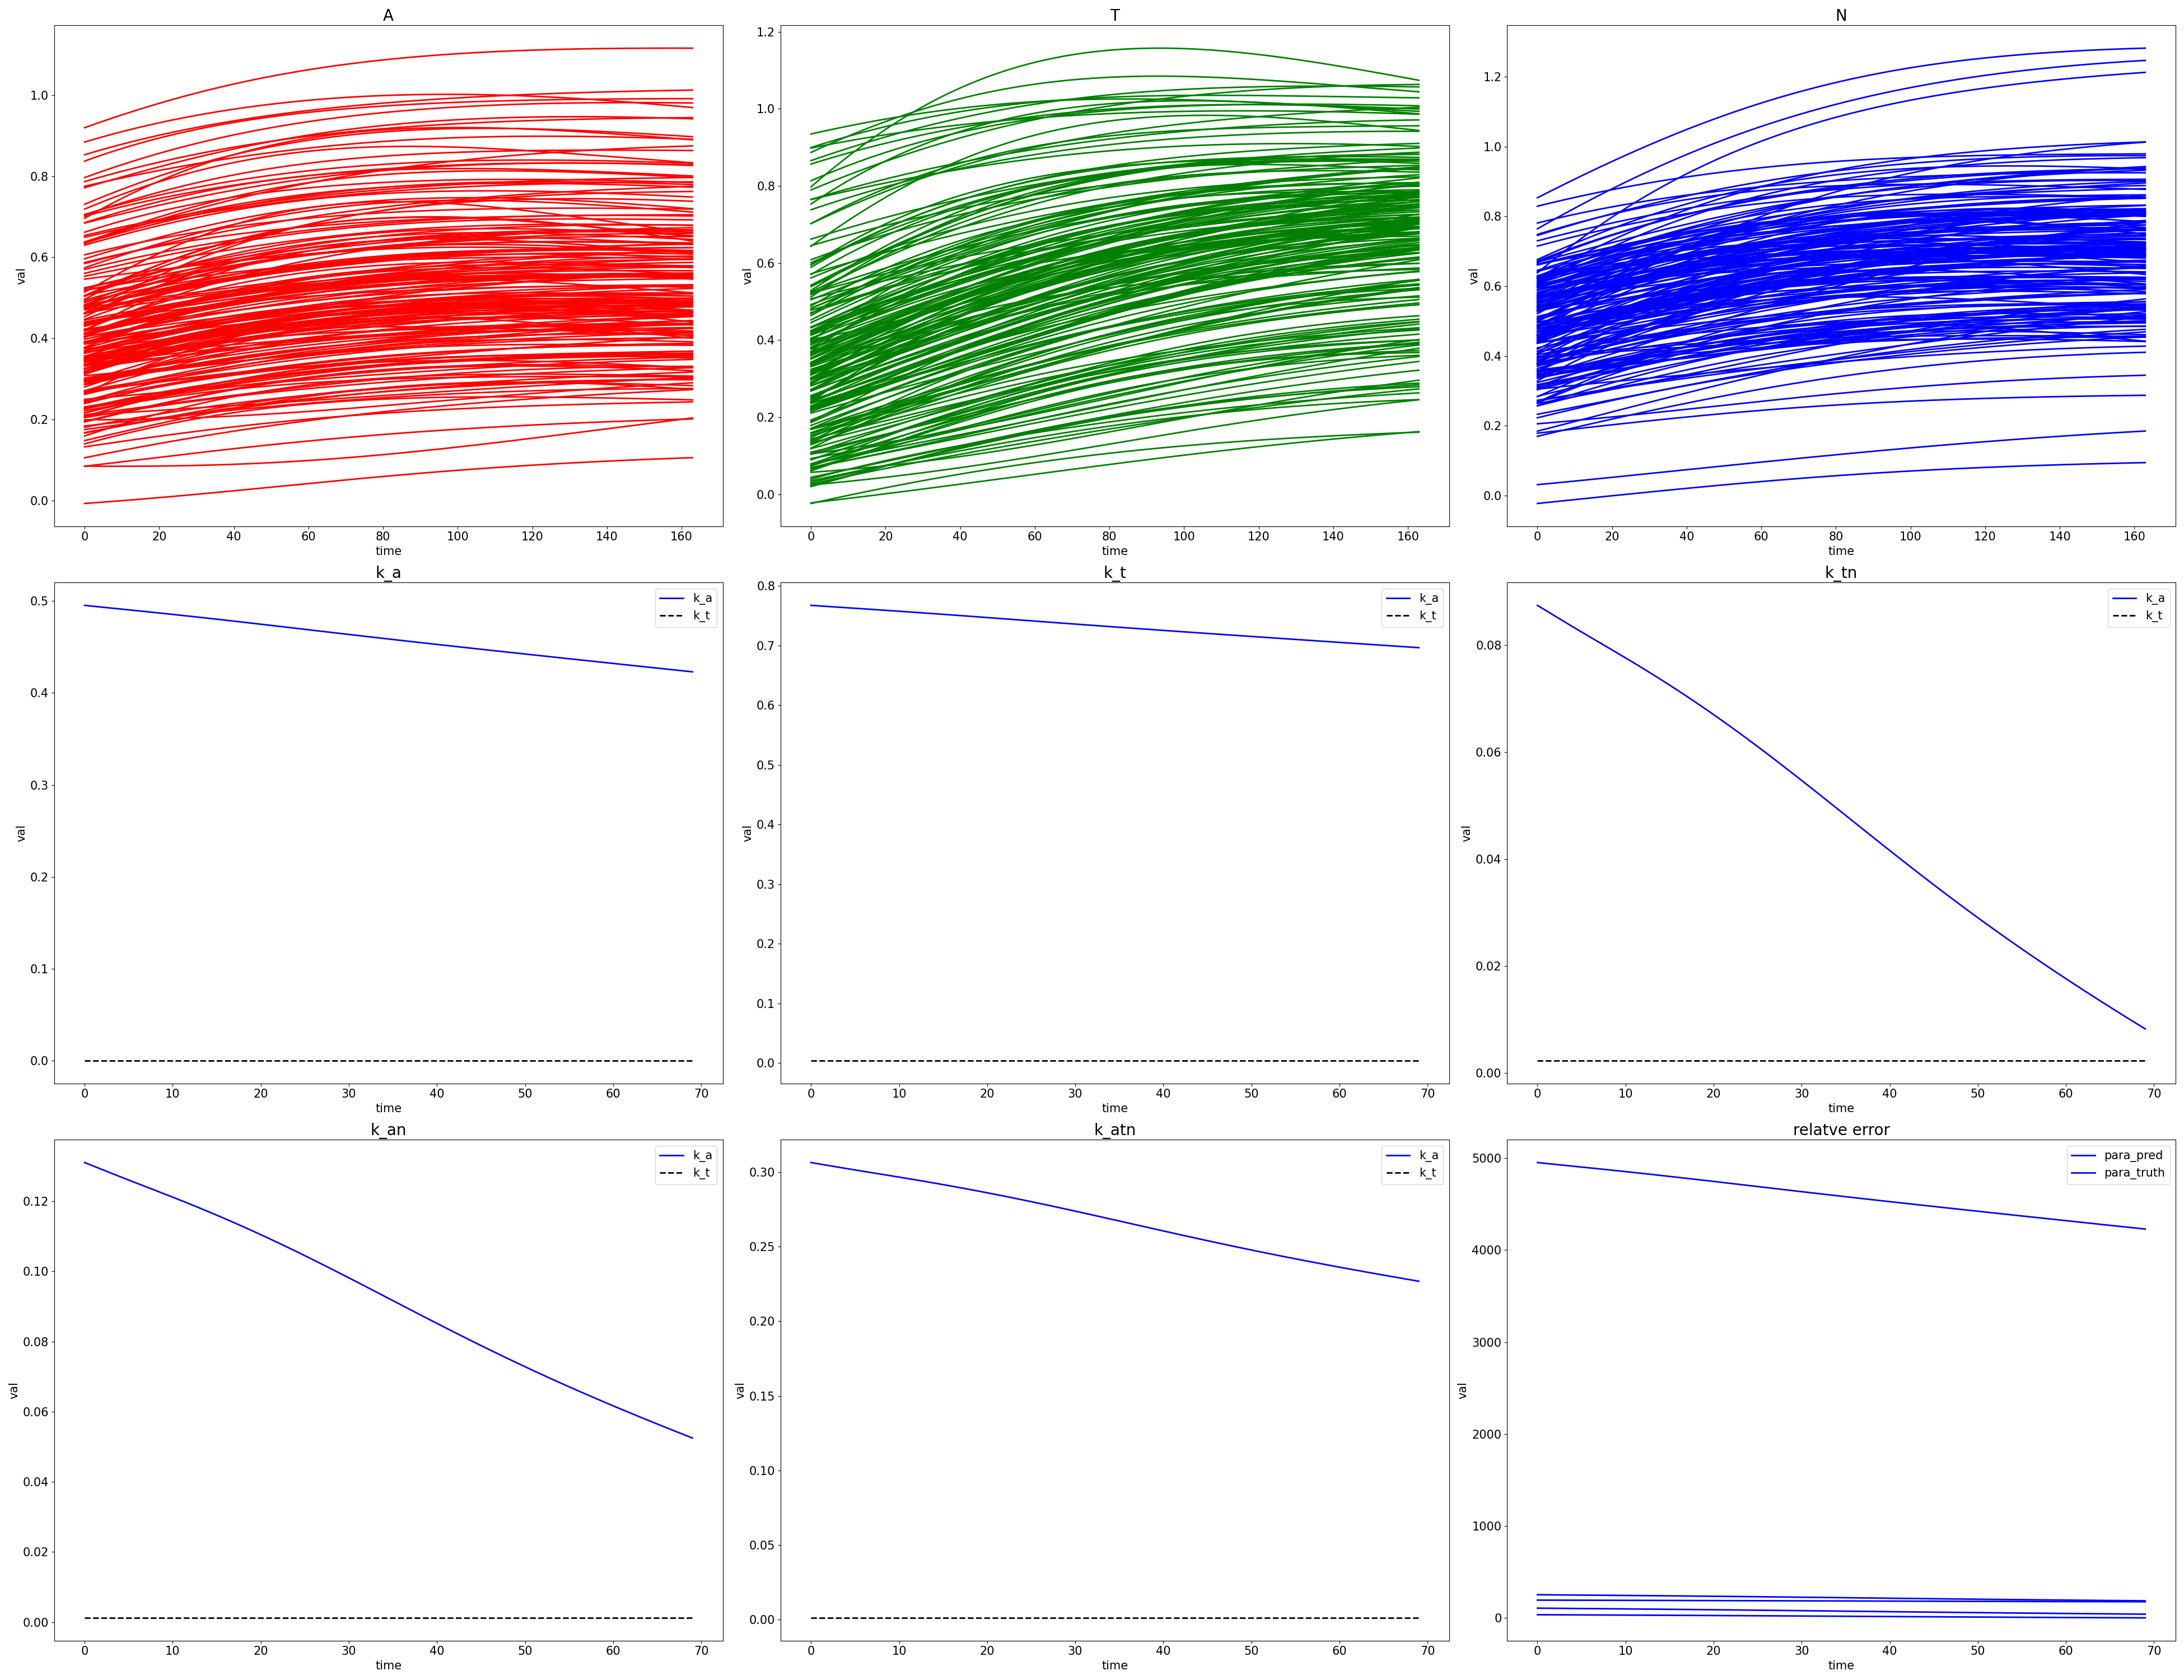 A
T
N
1.0
0.8
0.6
0.4
0.2
0.0
val
0 20 40 60 80 100 120 140 160
time
1.2
1.0
0.8
0.6
0.4
0.2
0.0
val
0 20 40 60 80 100 120 140 160
time
1.2
1.0
0.8
0.6
0.4
0.2
0.0
val
0 20 40 60 80 100 120 140 160
time
k_a
k_a
k_t
0.5
0.4
0.3
0.2
0.1
0.0
val
0 10 20 30 40 50 60 70
time
k_t
k_a
k_t
0.8
0.7
0.6
0.5
0.4
0.3
0.2
0.1
0.0
val
0 10 20 30 40 50 60 70
time
k_tn
k_a
k_t
0.08
0.06
0.04
0.02
0.00
val
0 10 20 30 40 50 60 70
time
k_an
k_a
k_t
0.12
0.10
0.08
0.06
0.04
0.02
0.00
val
0 10 20 30 40 50 60 70
time
k_atn
k_a
k_t
0.30
0.25
0.20
0.15
0.10
0.05
0.00
val
0 10 20 30 40 50 60 70
time
relatve error
para_pred
para_truth
5000
4000
3000
2000
1000
0
val
0 10 20 30 40 50 60 70
time